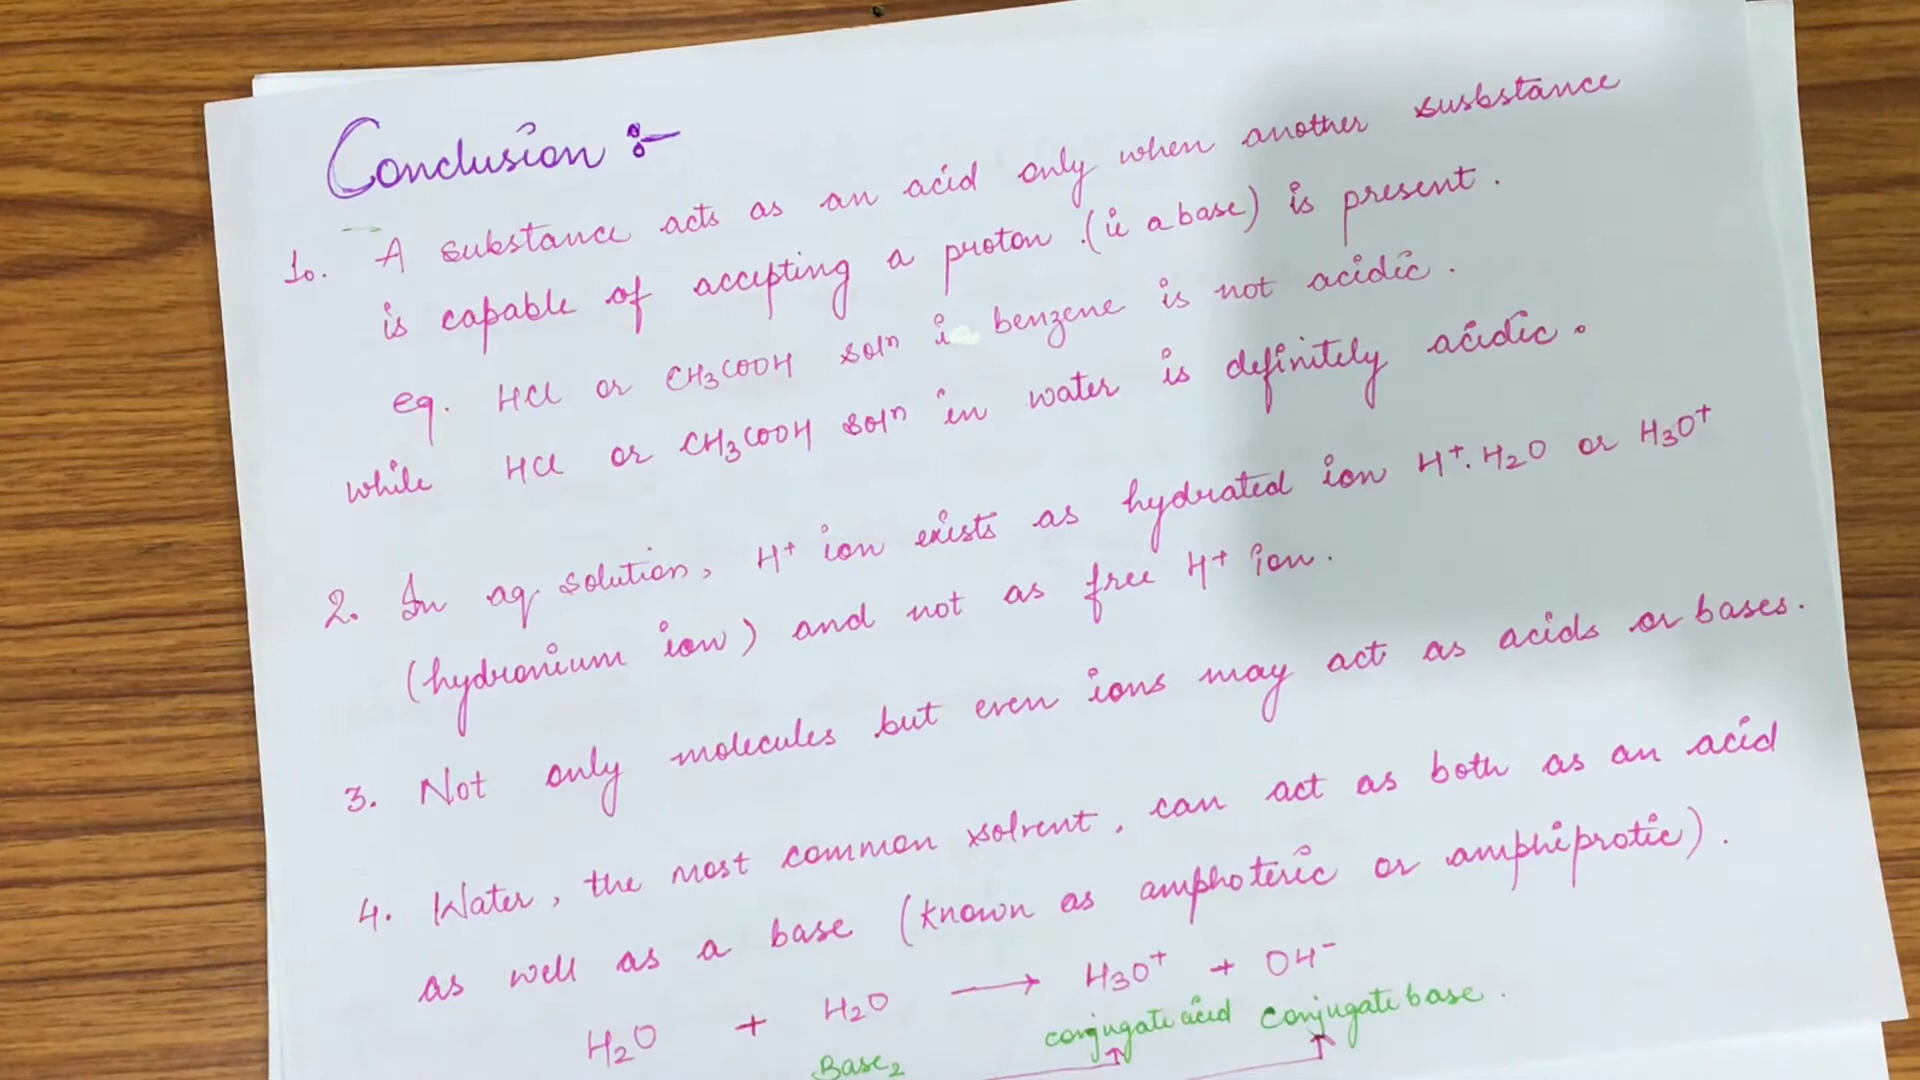 Conclusion :-
1. A substance acts as an acid only when another susbstance
is capable of accepting a proton (ie a base) is present.
eg. HCl or CH3COOH solⁿ i benzene is not acidic.
while HCl or CH3COOH solⁿ in water is definitely acidic.
2. In aq solution, H+ ion exists as hydrated ion H+.H2O or H3O+
(hydronium ion) and not as free H+ ion.
3. Not only molecules but even ions may act as acids or bases.
4. Water, the most common solvent, can act as both as an acid
as well as a base (known as amphoteric or amphiprotic).
H2O + H2O ⟶ H3O+ + OH-
Base2 conjugate acid conjugate base.